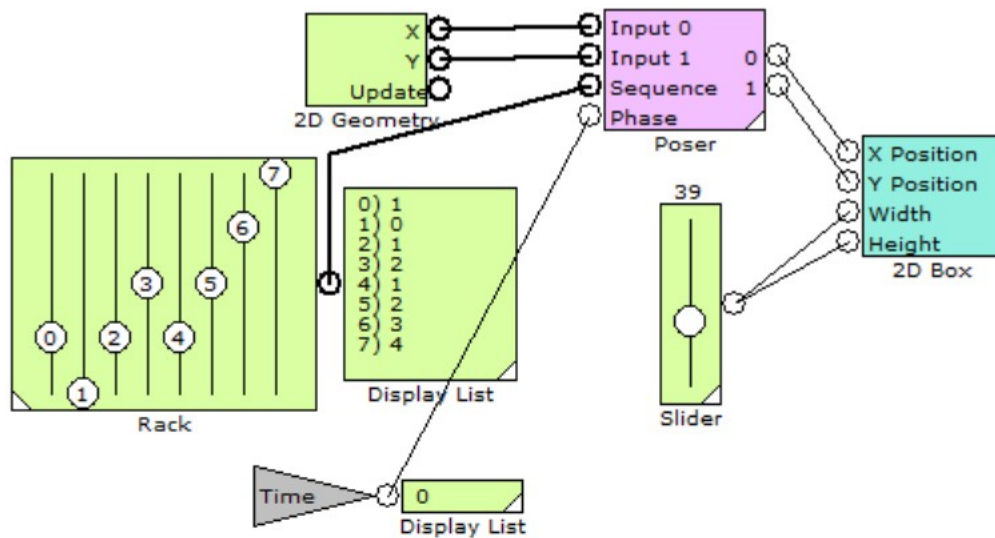 X
Y
Update
2D Geometry
Input 0
Input 1 0
Sequence 1
Phase
Poser
X Position
Y Position
Width
Height
2D Box
7
6
3
5
0
2
4
1
Rack
0) 1
1) 0
2) 1
3) 2
4) 1
5) 2
6) 3
7) 4
Display List
39
Slider
Time
0
Display List